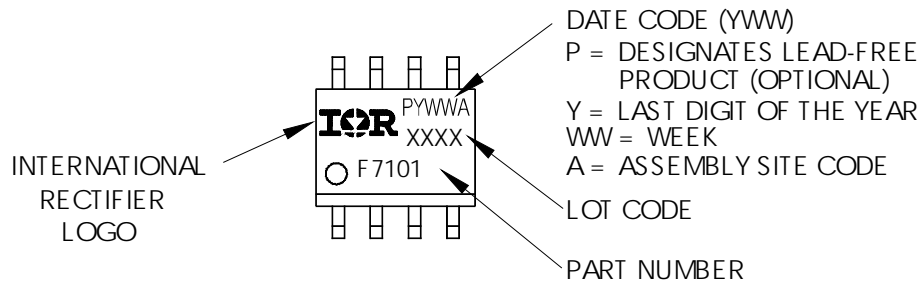 DATE CODE (YWW)
P = DESIGNATES LEAD-FREE
PRODUCT (OPTIONAL)
Y = LAST DIGIT OF THE YEAR
WW = WEEK
A = ASSEMBLY SITE CODE
LOT CODE
PART NUMBER
INTERNATIONAL
RECTIFIER
LOGO
IOR
PYWWA
XXXX
F7101